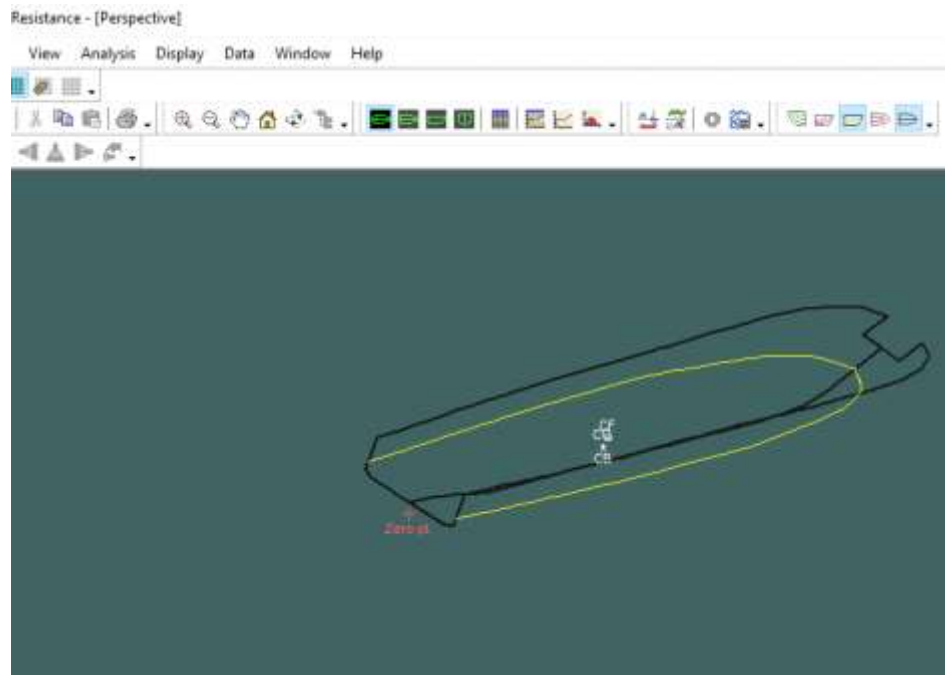 Resistance - [Perspective]
View Analysis Display Data Window Help
CB
Zero pt.